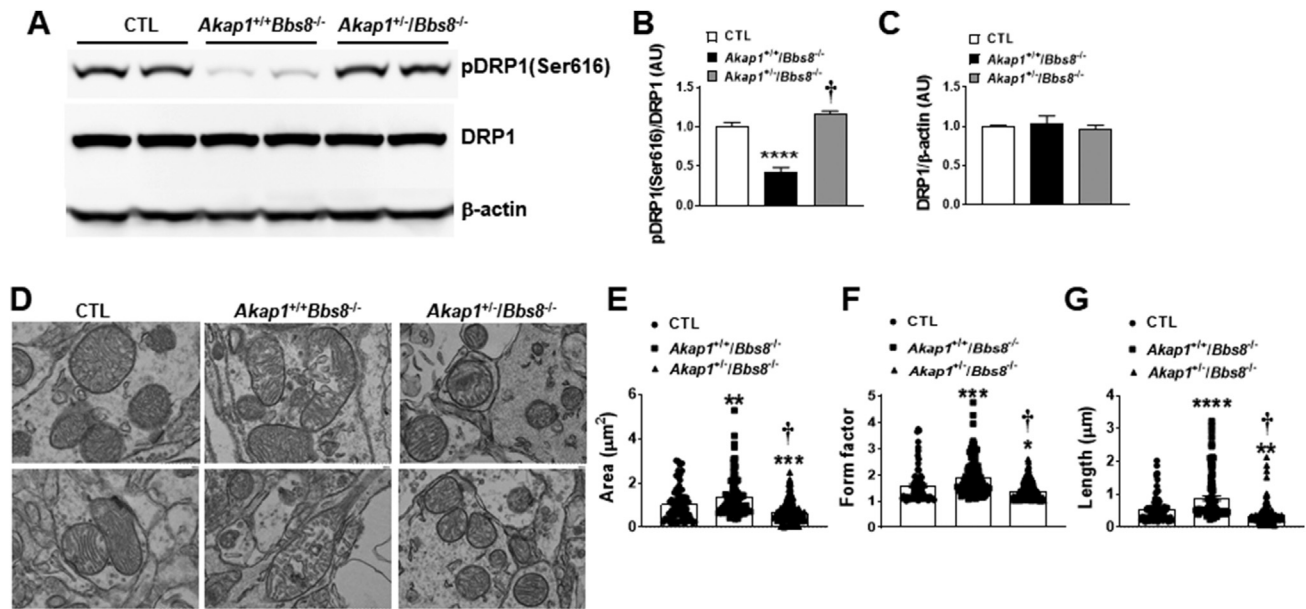 A
CTL
Akap1+/+Bbs8-/-
Akap1+/-/Bbs8-/-
pDRP1(Ser616)
DRP1
β-actin
B
CTL
Akap1+/+/Bbs8-/-
Akap1+/-/Bbs8-/-
pDRP1(Ser616)/DRP1 (AU)
1.5
1.0
0.5
0.0
****
†
C
CTL
Akap1+/+/Bbs8-/-
Akap1+/-/Bbs8-/-
DRP1/β-actin (AU)
1.5
1.0
0.5
0.0
D
CTL
Akap1+/+Bbs8-/-
Akap1+/-/Bbs8-/-
E
CTL
Akap1+/+/Bbs8-/-
Akap1+/-/Bbs8-/-
Area (μm2)
6
4
2
0
**
†
***
F
CTL
Akap1+/+/Bbs8-/-
Akap1+/-/Bbs8-/-
Form factor
5
4
3
2
1
0
***
†
*
G
CTL
Akap1+/+/Bbs8-/-
Akap1+/-/Bbs8-/-
Length (μm)
4
3
2
1
0
****
†
**